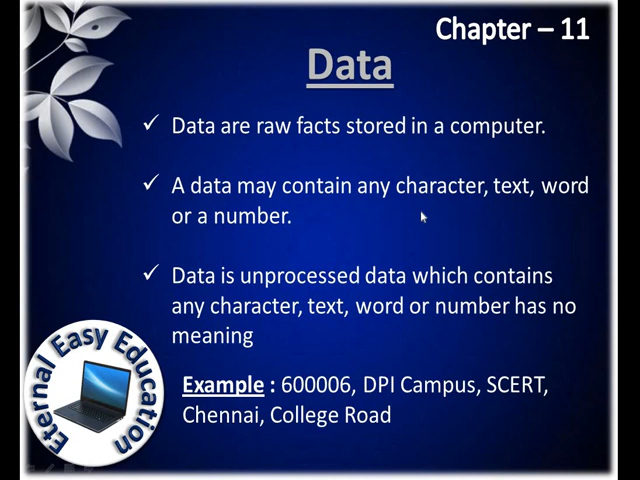 Chapter – 11
Data
✓ Data are raw facts stored in a computer.
✓ A data may contain any character, text, word
or a number.
✓ Data is unprocessed data which contains
any character, text, word or number has no
meaning
Example : 600006, DPI Campus, SCERT,
Chennai, College Road
Eternal Easy Education